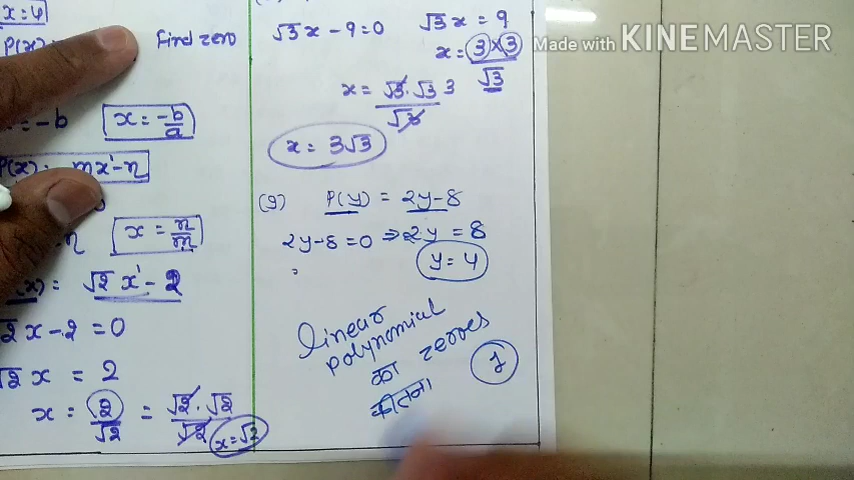 x=4
P(x)=
Find zero
= -b x = -b/a
P(x)= mx¹-n
x = n/m
√2 x¹ - 2
√2 x - 2 = 0
√2 x = 2
x = 2/√2 = √2·√2/√2
x=√2
√3 x - 9 = 0 √3 x = 9
x = 3×3/√3
x = √3·√3 3/√3
x = 3√3
(9) P(y) = 2y-8
2y-8=0 ⇒ 2y = 8
y = 4
linear
polynomial
का zeroes
कीतना
1
Made with KINEMASTER